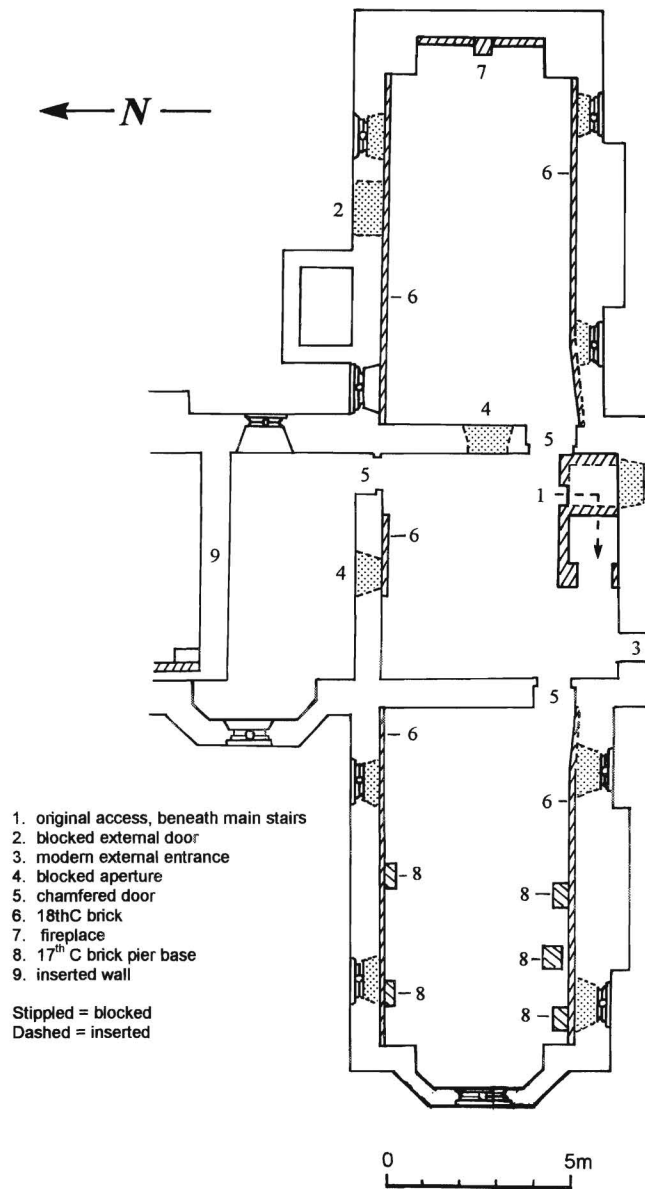 7
N
6
2
6
4
5
5
1
6
9
4
3
5
6
6
8
8
8
8
8
1. original access, beneath main stairs
2. blocked external door
3. modern external entrance
4. blocked aperture
5. chamfered door
6. 18thC brick
7. fireplace
8. 17th C brick pier base
9. inserted wall
Stippled = blocked
Dashed = inserted
0 5m